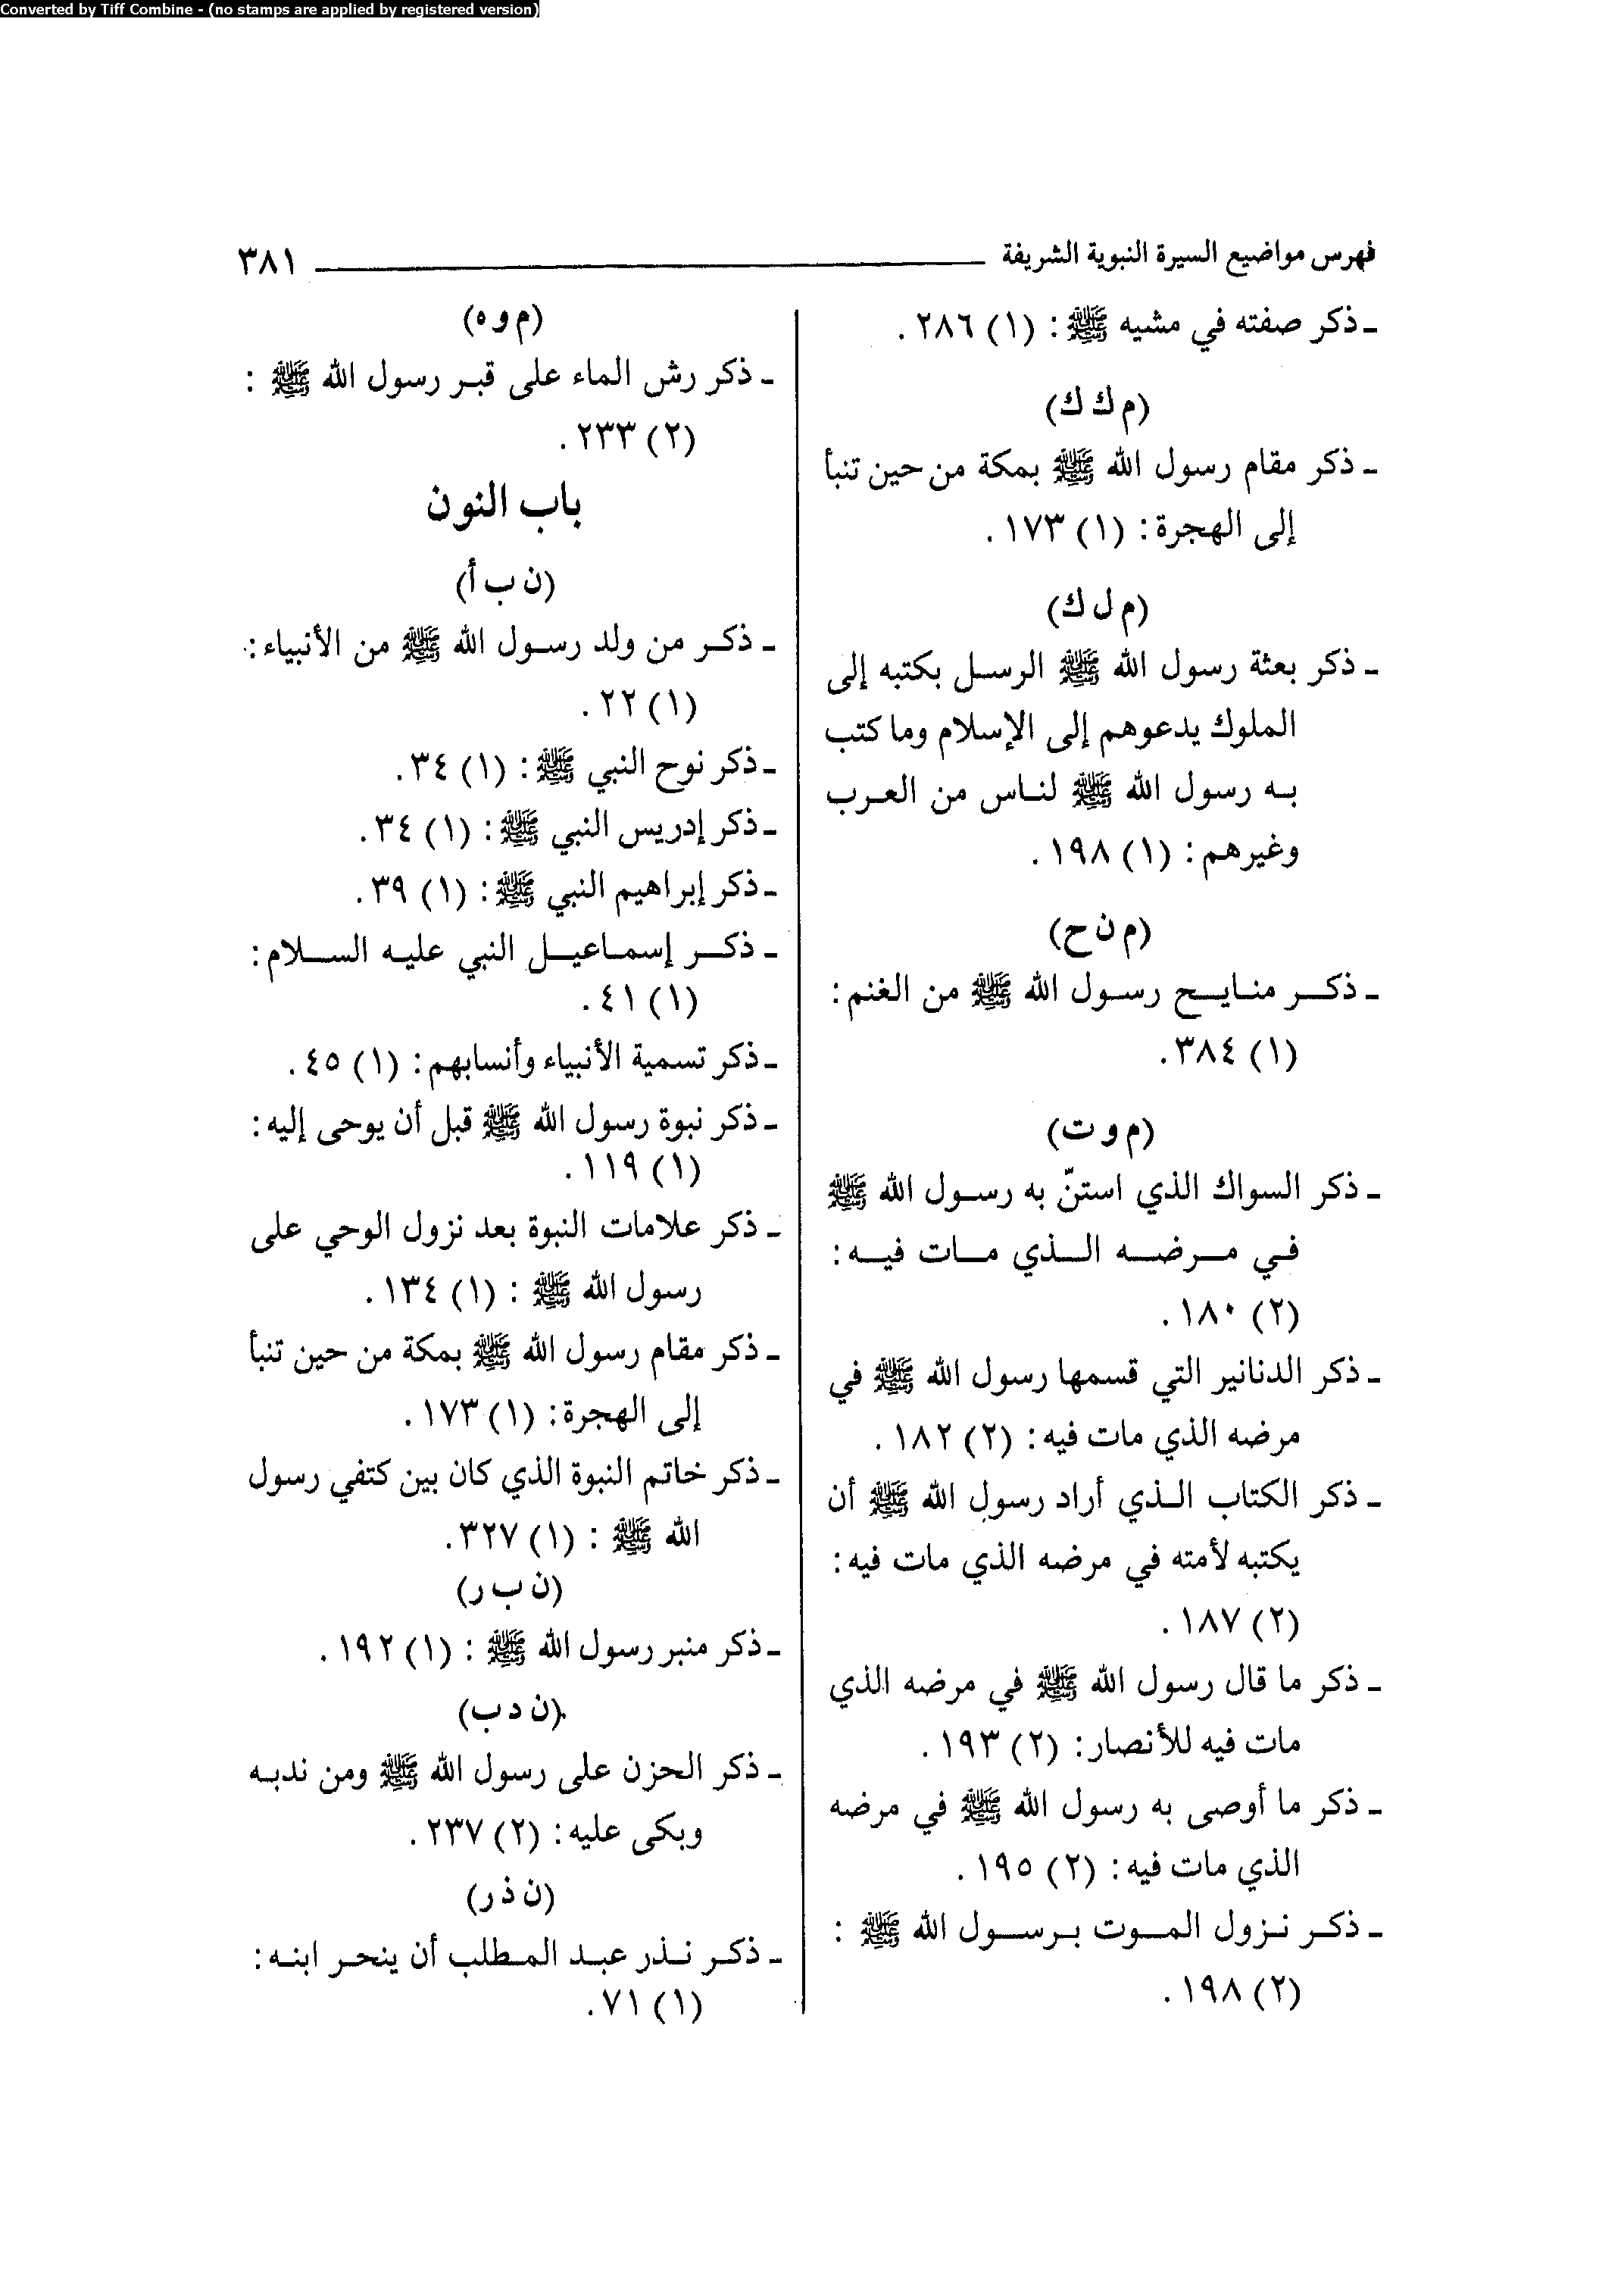 Converted by Tiff Combine - (no stamps are applied by registered version)
فهرس مواضيع السيرة النبوية الشريفة ٣٨١
ـ ذكر صفته في مشيه ﷺ: (١) ٢٨٦.
(م ك ك)
ـ ذكر مقام رسول الله ﷺ بمكة من حين تنبأ
إلى الهجرة: (١) ١٧٣.
(م ل ك)
ـ ذكر بعثة رسول الله ﷺ الرسل بكتبه إلى
الملوك يدعوهم إلى الإسلام وما كتب
به رسول الله ﷺ لناس من العرب
وغيرهم: (١) ١٩٨.
(م ن ح)
ـ ذكر منايح رسول الله ﷺ من الغنم:
(١) ٣٨٤.
(م و ت)
ـ ذكر السواك الذي استنّ به رسول الله ﷺ
في مرضه الذي مات فيه:
(٢) ١٨٠.
ـ ذكر الدنانير التي قسمها رسول الله ﷺ في
مرضه الذي مات فيه: (٢) ١٨٢.
ـ ذكر الكتاب الذي أراد رسول الله ﷺ أن
يكتبه لأمته في مرضه الذي مات فيه:
(٢) ١٨٧.
ـ ذكر ما قال رسول الله ﷺ في مرضه الذي
مات فيه للأنصار: (٢) ١٩٣.
ـ ذكر ما أوصى به رسول الله ﷺ في مرضه
الذي مات فيه: (٢) ١٩٥.
ـ ذكر نزول الموت برسول الله ﷺ :
(٢) ١٩٨.
(م و ه)
ـ ذكر رش الماء على قبر رسول الله ﷺ :
(٢) ٢٣٣.
باب النون
(ن ب أ)
ـ ذكر من ولد رسول الله ﷺ من الأنبياء:
(١) ٢٢.
ـ ذكر نوح النبي ﷺ: (١) ٣٤.
ـ ذكر إدريس النبي ﷺ: (١) ٣٤.
ـ ذكر إبراهيم النبي ﷺ: (١) ٣٩.
ـ ذكر إسماعيل النبي عليه السلام:
(١) ٤١.
ـ ذكر تسمية الأنبياء وأنسابهم: (١) ٤٥.
ـ ذكر نبوة رسول الله ﷺ قبل أن يوحى إليه:
(١) ١١٩.
ـ ذكر علامات النبوة بعد نزول الوحي على
رسول الله ﷺ : (١) ١٣٤.
ـ ذكر مقام رسول الله ﷺ بمكة من حين تنبأ
إلى الهجرة: (١) ١٧٣.
ـ ذكر خاتم النبوة الذي كان بين كتفي رسول
الله ﷺ : (١) ٣٢٧.
(ن ب ر)
ـ ذكر منبر رسول الله ﷺ : (١) ١٩٢.
(ن د ب)
ـ ذكر الحزن على رسول الله ﷺ ومن ندبه
وبكى عليه: (٢) ٢٣٧.
(ن ذ ر)
ـ ذكر نذر عبد المطلب أن ينحر ابنه:
(١) ٧١.